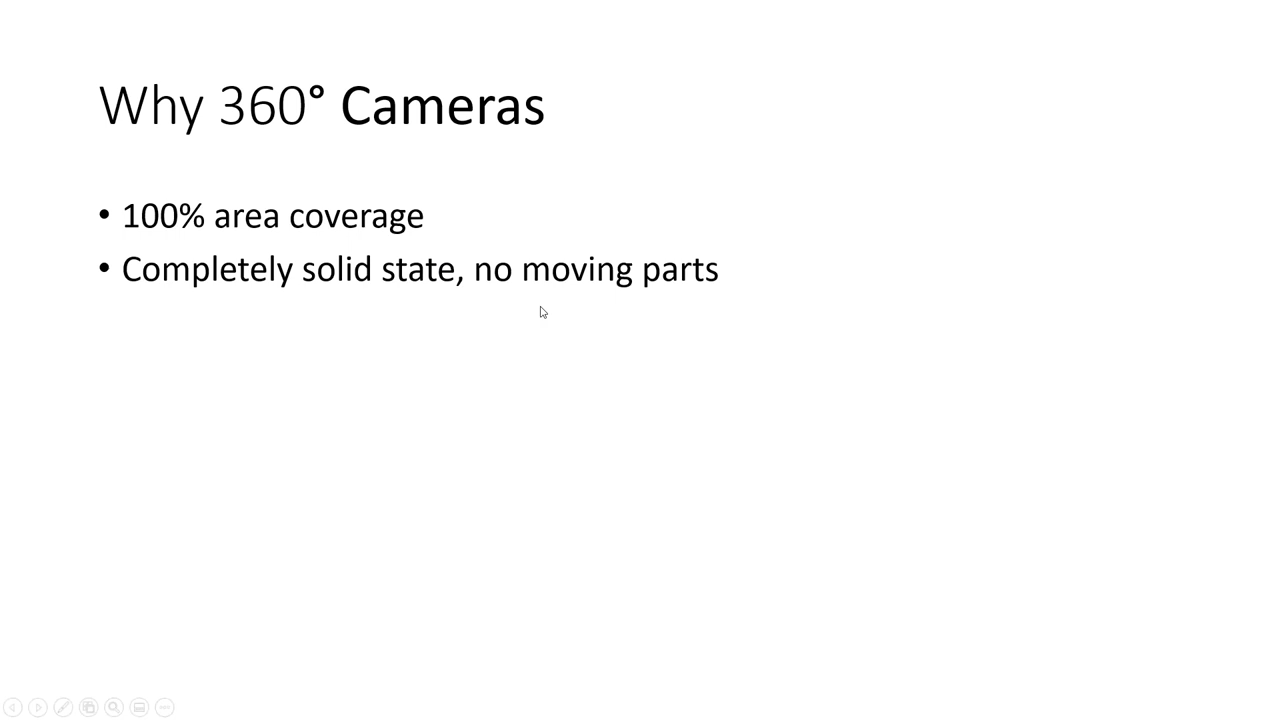 Why 360° Cameras
• 100% area coverage
• Completely solid state, no moving parts